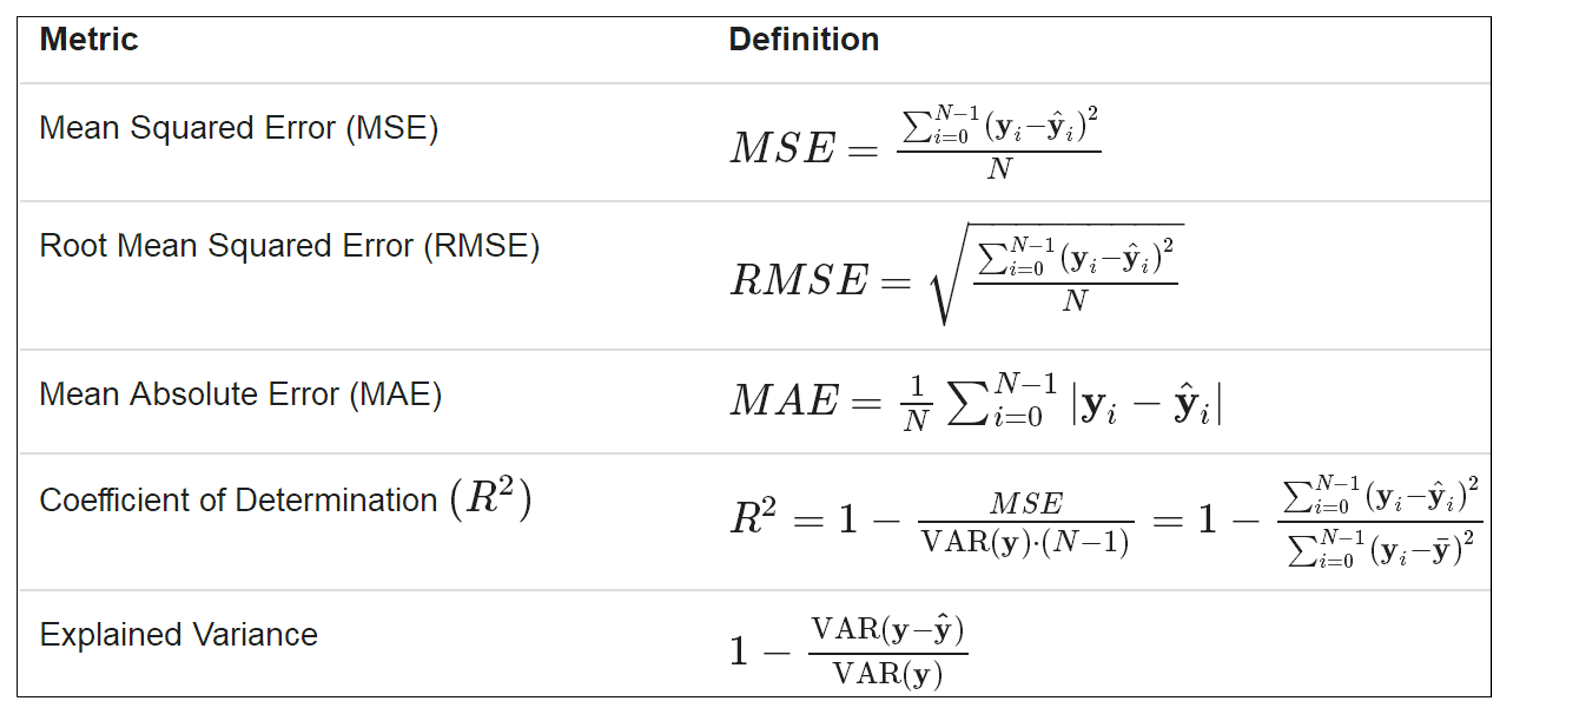 Metric Definition
Mean Squared Error (MSE) $MSE = \frac{\sum_{i=0}^{N-1} (\mathbf{y}_i - \hat{\mathbf{y}}_i)^2}{N}$
Root Mean Squared Error (RMSE) $RMSE = \sqrt{\frac{\sum_{i=0}^{N-1} (\mathbf{y}_i - \hat{\mathbf{y}}_i)^2}{N}}$
Mean Absolute Error (MAE) $MAE = \frac{1}{N} \sum_{i=0}^{N-1} |\mathbf{y}_i - \hat{\mathbf{y}}_i|$
Coefficient of Determination $(R^2)$ $R^2 = 1 - \frac{MSE}{\mathrm{VAR}(\mathbf{y}) \cdot (N-1)} = 1 - \frac{\sum_{i=0}^{N-1} (\mathbf{y}_i - \hat{\mathbf{y}}_i)^2}{\sum_{i=0}^{N-1} (\mathbf{y}_i - \bar{\mathbf{y}})^2}$
Explained Variance $1 - \frac{\mathrm{VAR}(\mathbf{y} - \hat{\mathbf{y}})}{\mathrm{VAR}(\mathbf{y})}$